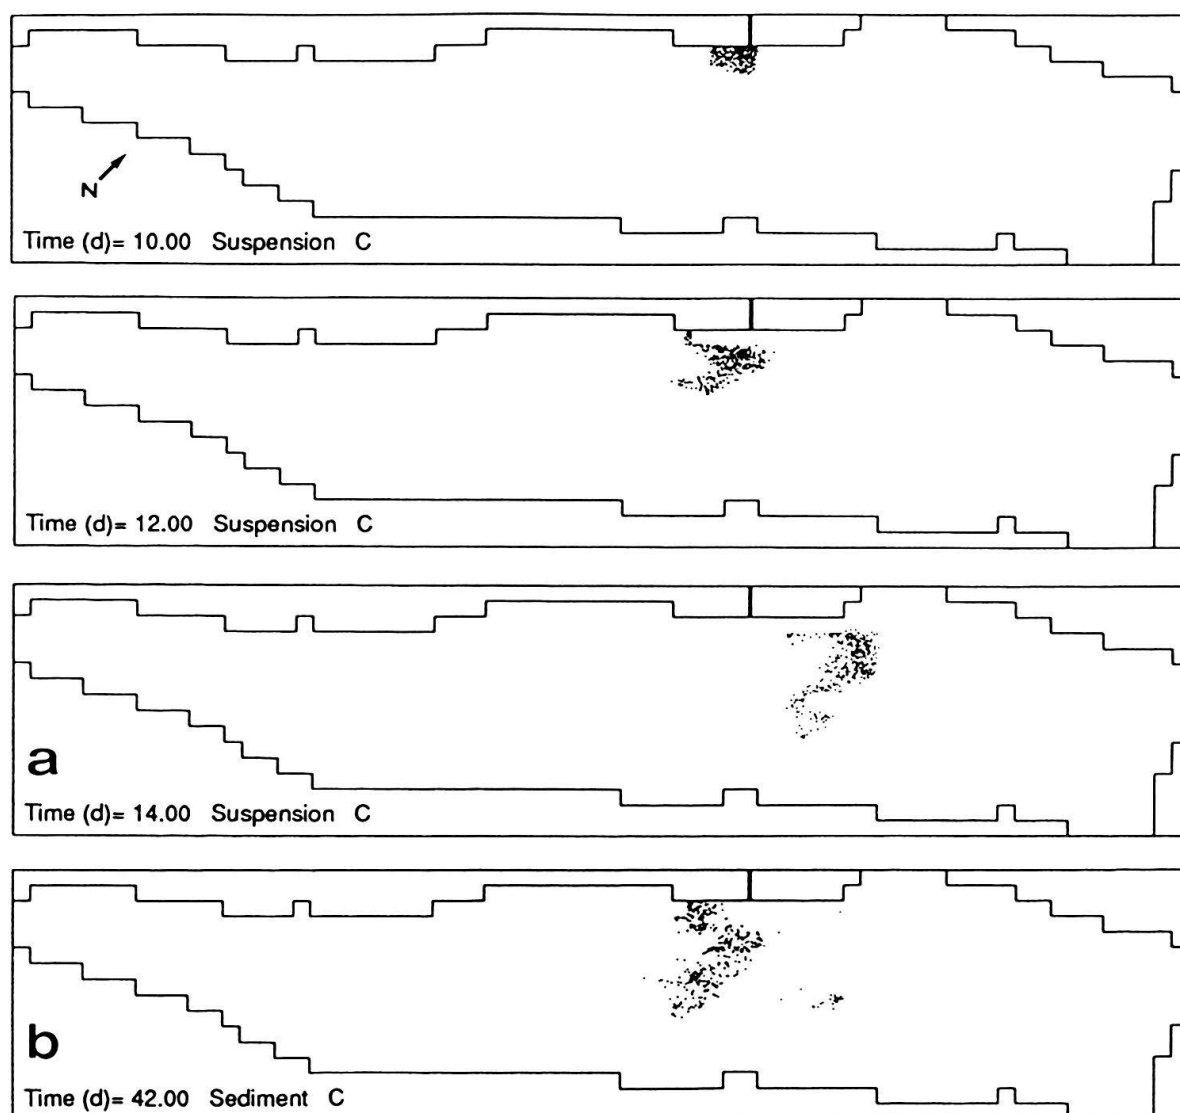 N
Time (d)= 10.00 Suspension C
Time (d)= 12.00 Suspension C
a
Time (d)= 14.00 Suspension C
b
Time (d)= 42.00 Sediment C